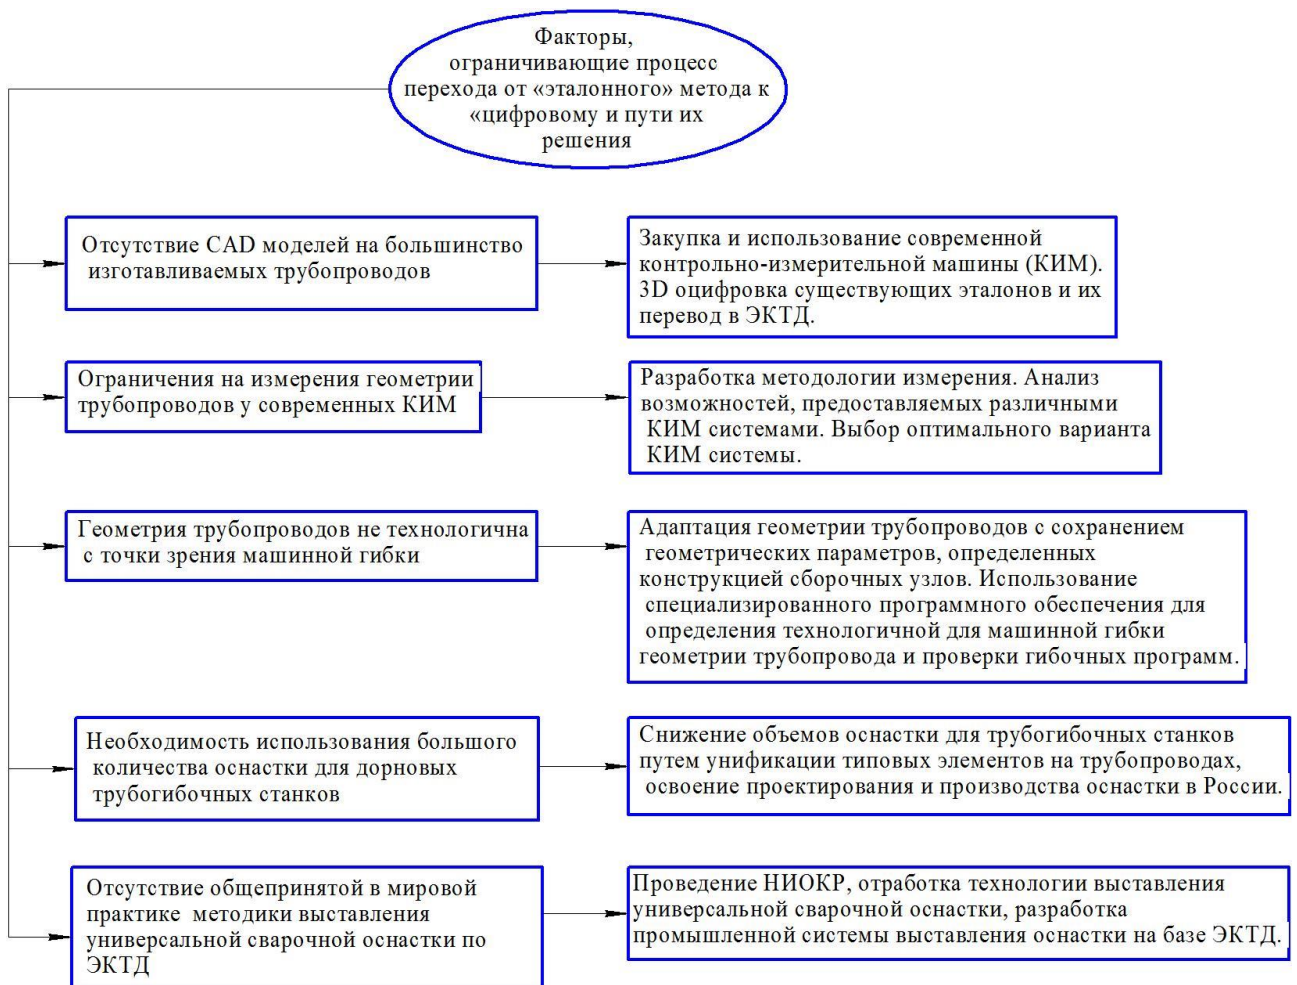 Факторы,
ограничивающие процесс
перехода от «эталонного» метода к
«цифровому и пути их
решения
Отсутствие CAD моделей на большинство
изготавливаемых трубопроводов
Закупка и использование современной
контрольно-измерительной машины (КИМ).
3D оцифровка существующих эталонов и их
перевод в ЭКТД.
Ограничения на измерения геометрии
трубопроводов у современных КИМ
Разработка методологии измерения. Анализ
возможностей, предоставляемых различными
КИМ системами. Выбор оптимального варианта
КИМ системы.
Геометрия трубопроводов не технологична
с точки зрения машинной гибки
Адаптация геометрии трубопроводов с сохранением
геометрических параметров, определенных
конструкцией сборочных узлов. Использование
специализированного программного обеспечения для
определения технологичной для машинной гибки
геометрии трубопровода и проверки гибочных программ.
Необходимость использования большого
количества оснастки для дорновых
трубогибочных станков
Снижение объемов оснастки для трубогибочных станков
путем унификации типовых элементов на трубопроводах,
освоение проектирования и производства оснастки в России.
Отсутствие общепринятой в мировой
практике методики выставления
универсальной сварочной оснастки по
ЭКТД
Проведение НИОКР, отработка технологии выставления
универсальной сварочной оснастки, разработка
промышленной системы выставления оснастки на базе ЭКТД.